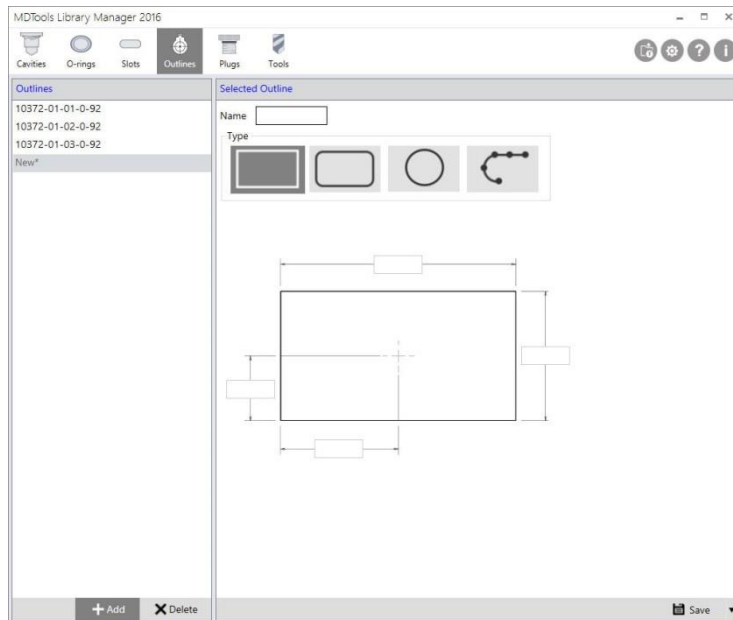 MDTools Library Manager 2016
Cavities O-rings Slots Outlines Plugs Tools
Outlines
10372-01-01-0-92
10372-01-02-0-92
10372-01-03-0-92
New*
Selected Outline
Name
Type
Add Delete
Save